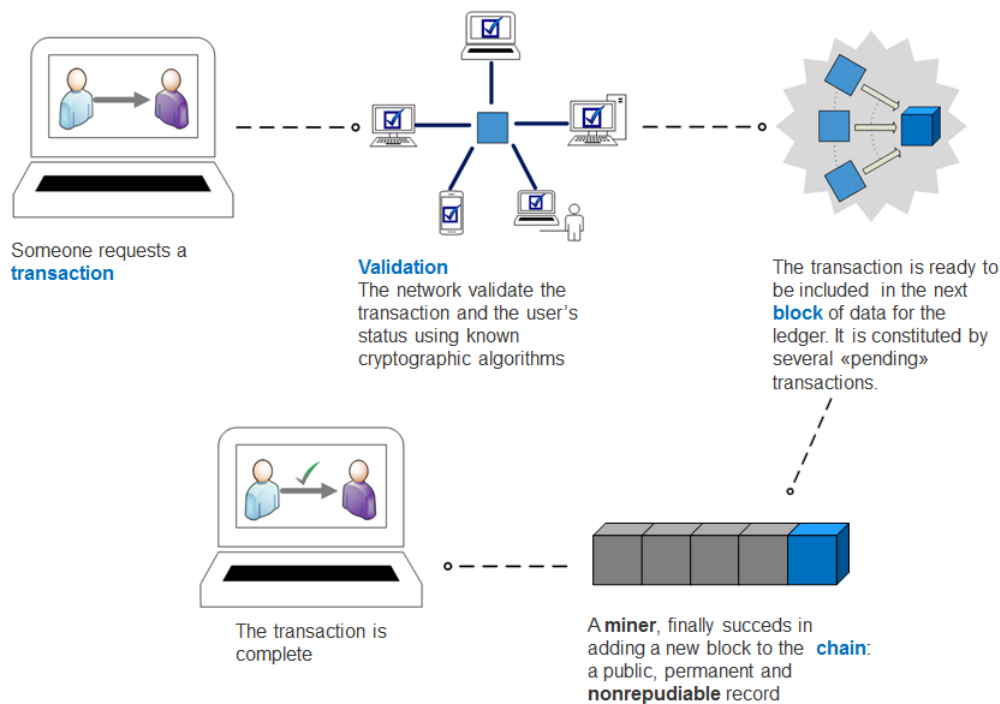 Someone requests a
transaction
Validation
The network validate the
transaction and the user's
status using known
cryptographic algorithms
The transaction is ready to
be included in the next
block of data for the
ledger. It is constituted by
several «pending»
transactions.
A miner, finally succeds in
adding a new block to the chain:
a public, permanent and
nonrepudiable record
The transaction is
complete